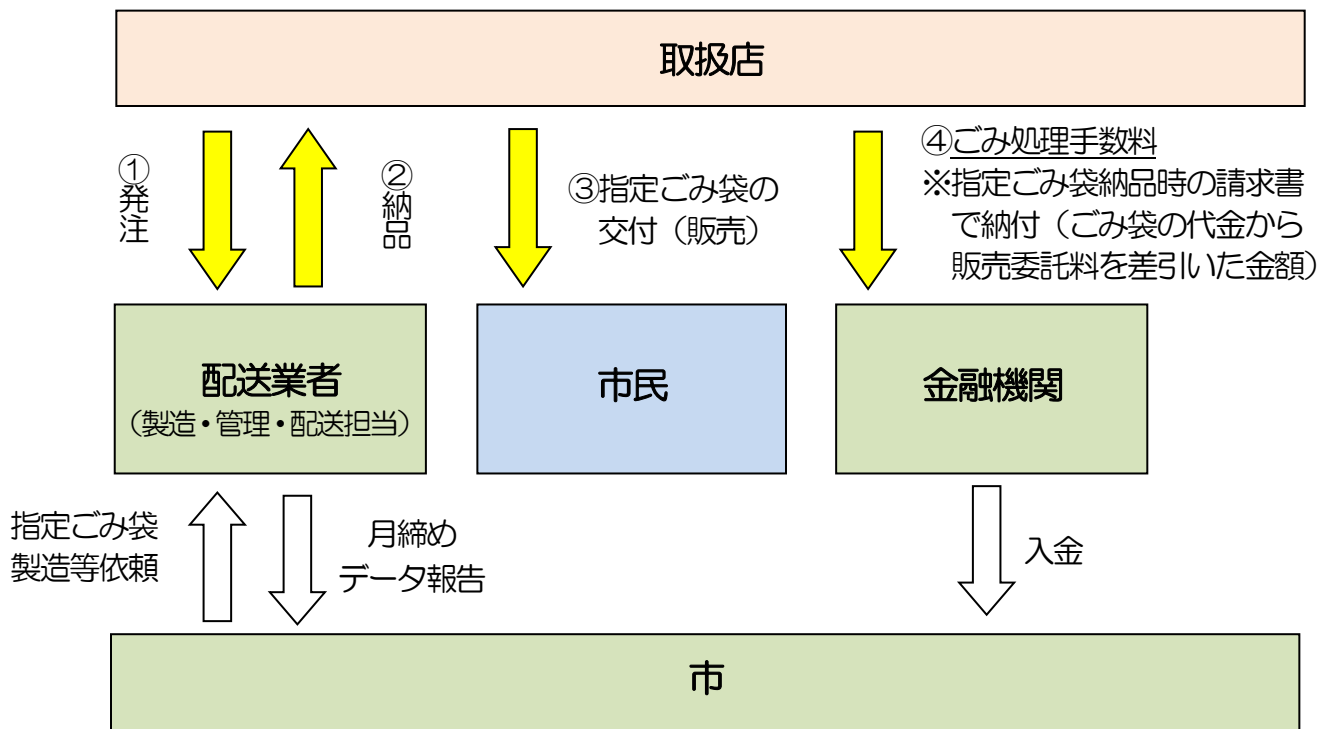 取扱店
①発注
②納品
③指定ごみ袋の
交付（販売）
④ごみ処理手数料
※指定ごみ袋納品時の請求書
で納付（ごみ袋の代金から
販売委託料を差引いた金額）
配送業者
（製造・管理・配送担当）
市民
金融機関
指定ごみ袋
製造等依頼
月締め
データ報告
入金
市